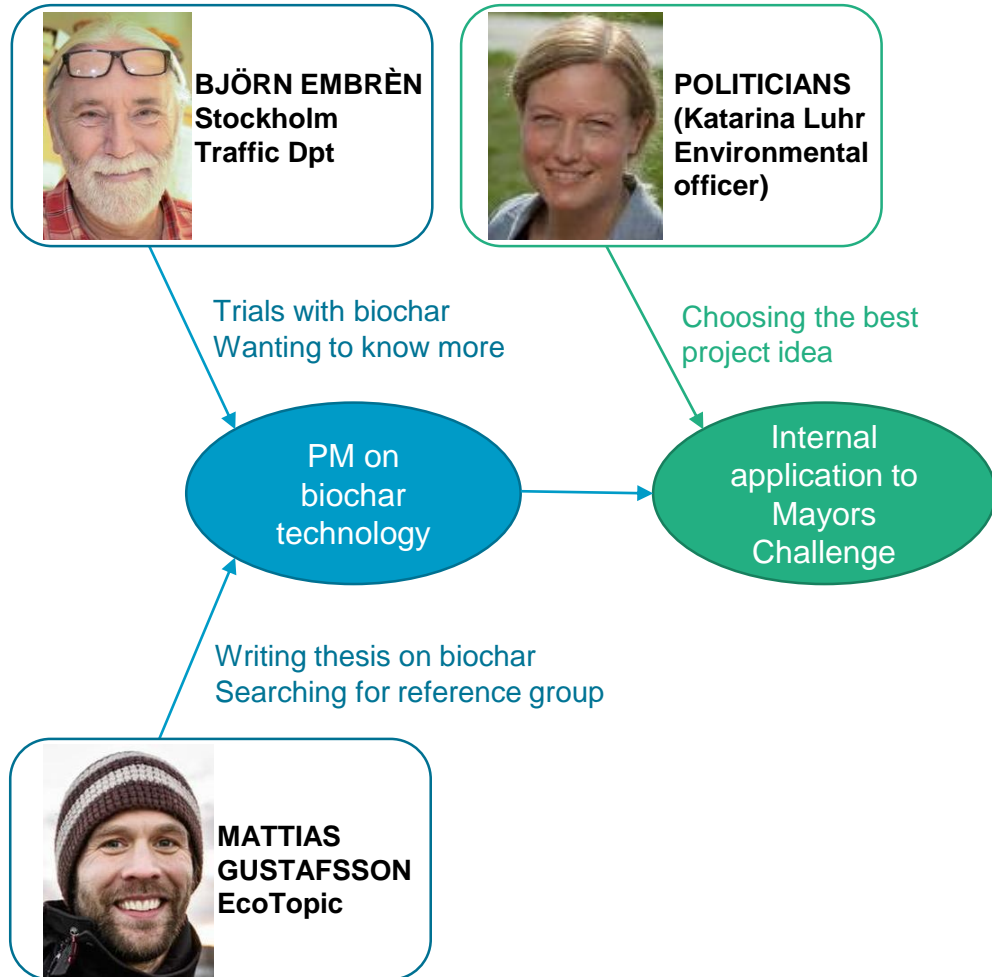 BJÖRN EMBRÈN
Stockholm
Traffic Dpt
POLITICIANS
(Katarina Luhr
Environmental
officer)
Trials with biochar
Wanting to know more
Choosing the best
project idea
PM on
biochar
technology
Internal
application to
Mayors
Challenge
Writing thesis on biochar
Searching for reference group
MATTIAS
GUSTAFSSON
EcoTopic